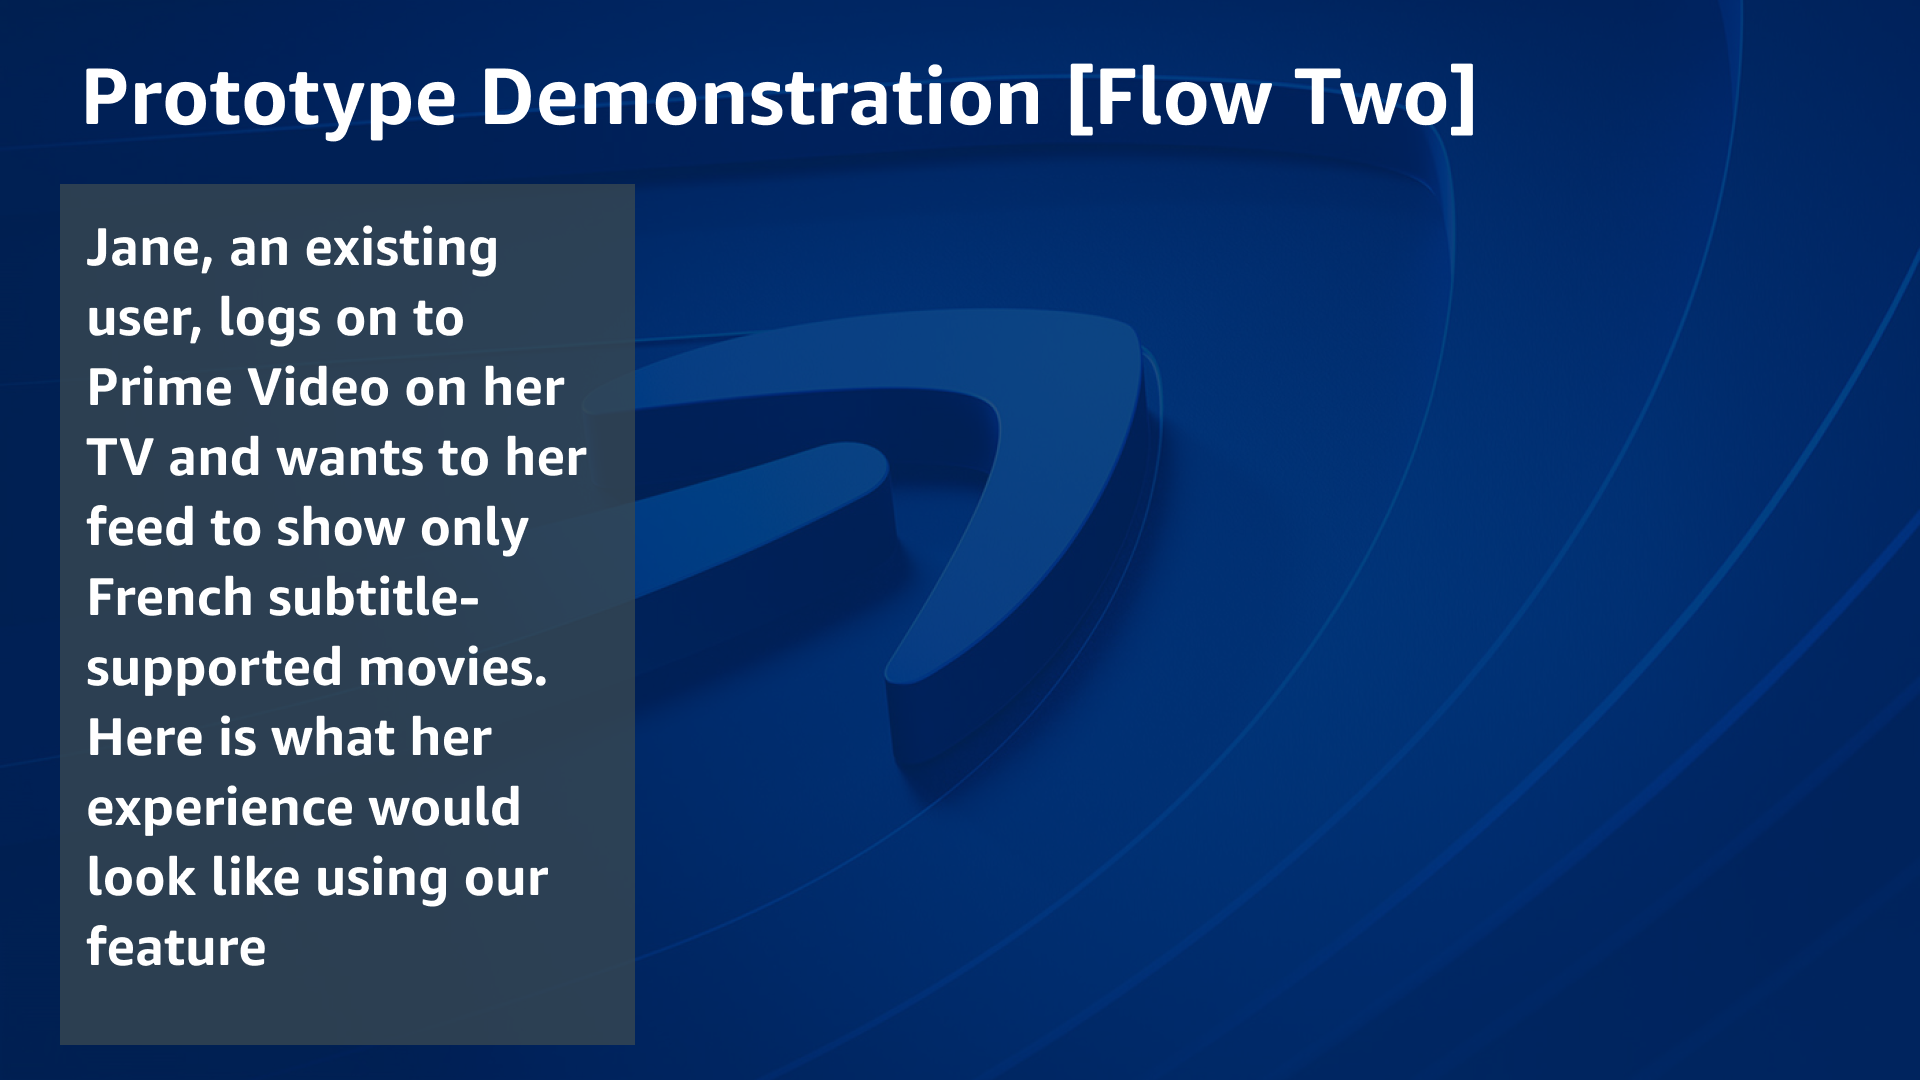 Prototype Demonstration [Flow Two]
Jane, an existing
user, logs on to
Prime Video on her
TV and wants to her
feed to show only
French subtitle-
supported movies.
Here is what her
experience would
look like using our
feature